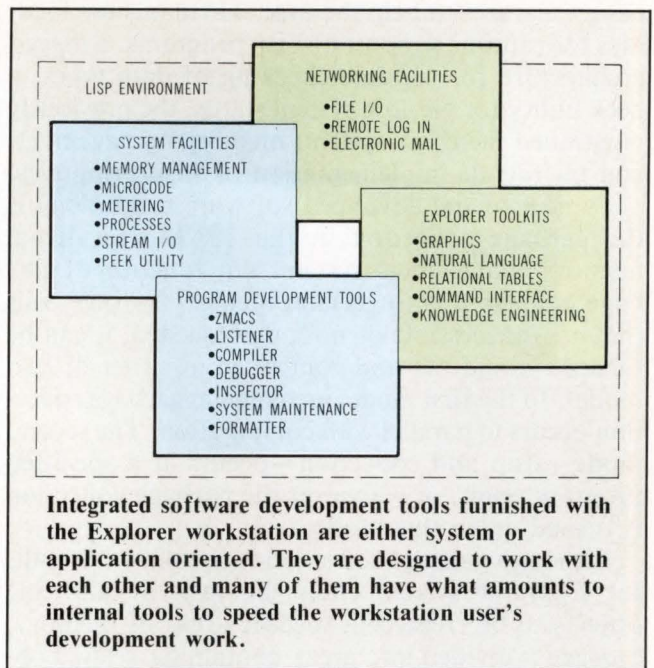 LISP ENVIRONMENT
NETWORKING FACILITIES
•FILE I/O
•REMOTE LOG IN
•ELECTRONIC MAIL
SYSTEM FACILITIES
•MEMORY MANAGEMENT
•MICROCODE
•METERING
•PROCESSES
•STREAM I/O
•PEEK UTILITY
EXPLORER TOOLKITS
•GRAPHICS
•NATURAL LANGUAGE
•RELATIONAL TABLES
•COMMAND INTERFACE
•KNOWLEDGE ENGINEERING
PROGRAM DEVELOPMENT TOOLS
•ZMACS
•LISTENER
•COMPILER
•DEBUGGER
•INSPECTOR
•SYSTEM MAINTENANCE
•FORMATTER
Integrated software development tools furnished with
the Explorer workstation are either system or
application oriented. They are designed to work with
each other and many of them have what amounts to
internal tools to speed the workstation user's
development work.